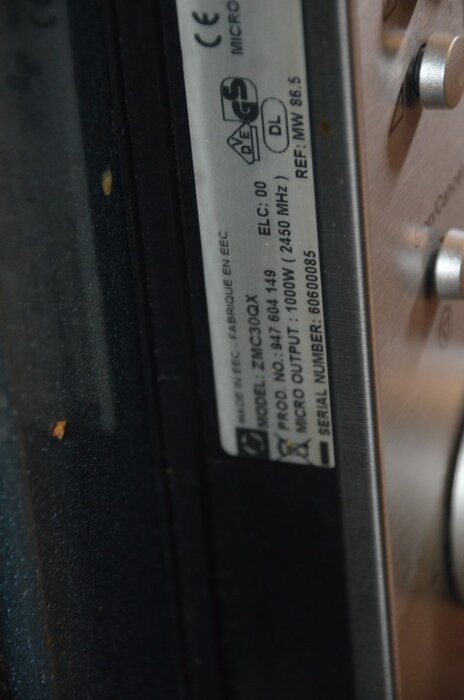 CE
MICRO
DVE GS
DL
REF: MW 86.5
MADE IN EEC - FABRIQUE EN EEC
MODEL: ZMC30QX
PROD. NO.: 947 604 149 ELC: 00
MICRO OUTPUT : 1000W ( 2450 MHz )
SERIAL NUMBER: 60600085